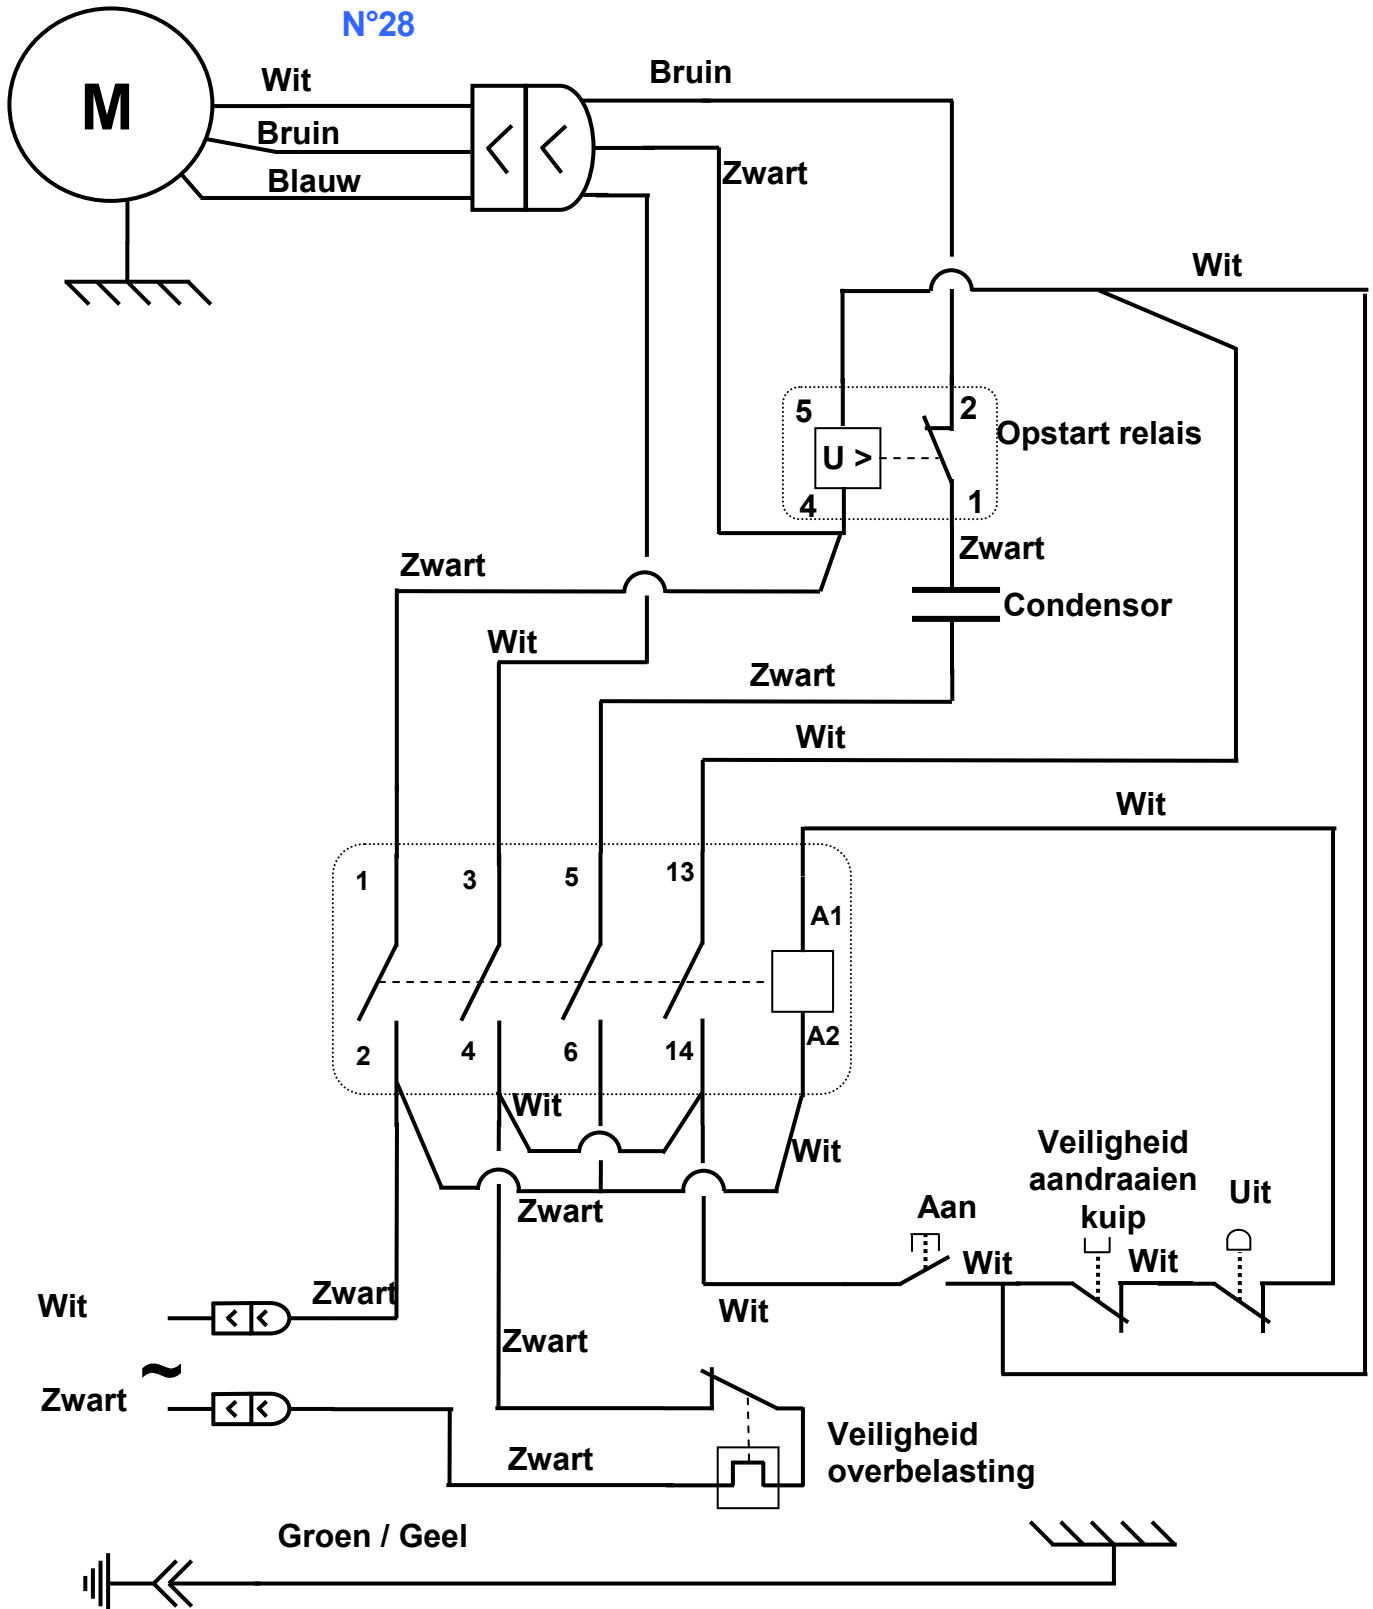 N°28
M
Wit
Bruin
Blauw
Bruin
Zwart
Wit
5
2
U >
Opstart relais
4
1
Zwart
Zwart
Condensor
Wit
Zwart
Wit
Wit
1
3
5
13
A1
2
4
6
14
A2
Wit
Wit
Zwart
Veiligheid
aandraaien
kuip
Uit
Aan
Wit
Wit
Wit
Zwart
Wit
Zwart
~
Zwart
Zwart
Veiligheid
overbelasting
Groen / Geel